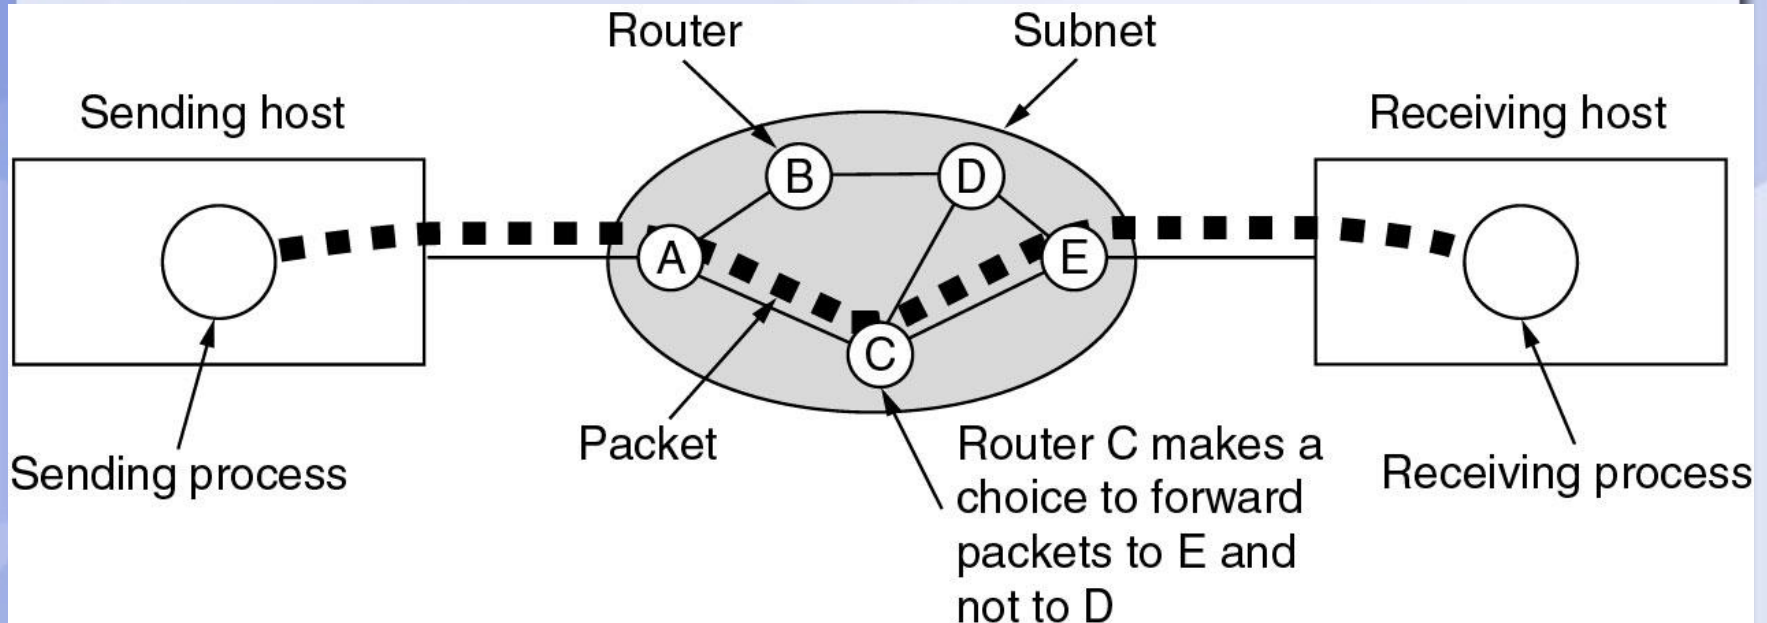 Router
Subnet
Sending host
Receiving host
B
D
A
E
C
Packet
Router C makes a
choice to forward
packets to E and
not to D
Sending process
Receiving process